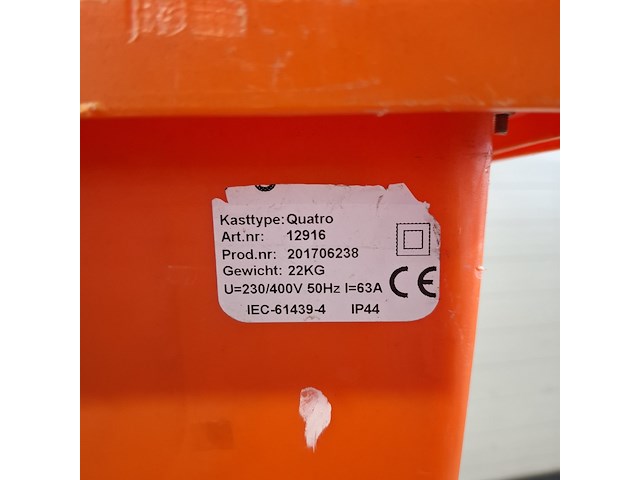 Kasttype: Quatro
Art.nr: 12916
Prod.nr: 201706238
Gewicht: 22KG
U=230/400V 50Hz I=63A
CE
IEC-61439-4 IP44